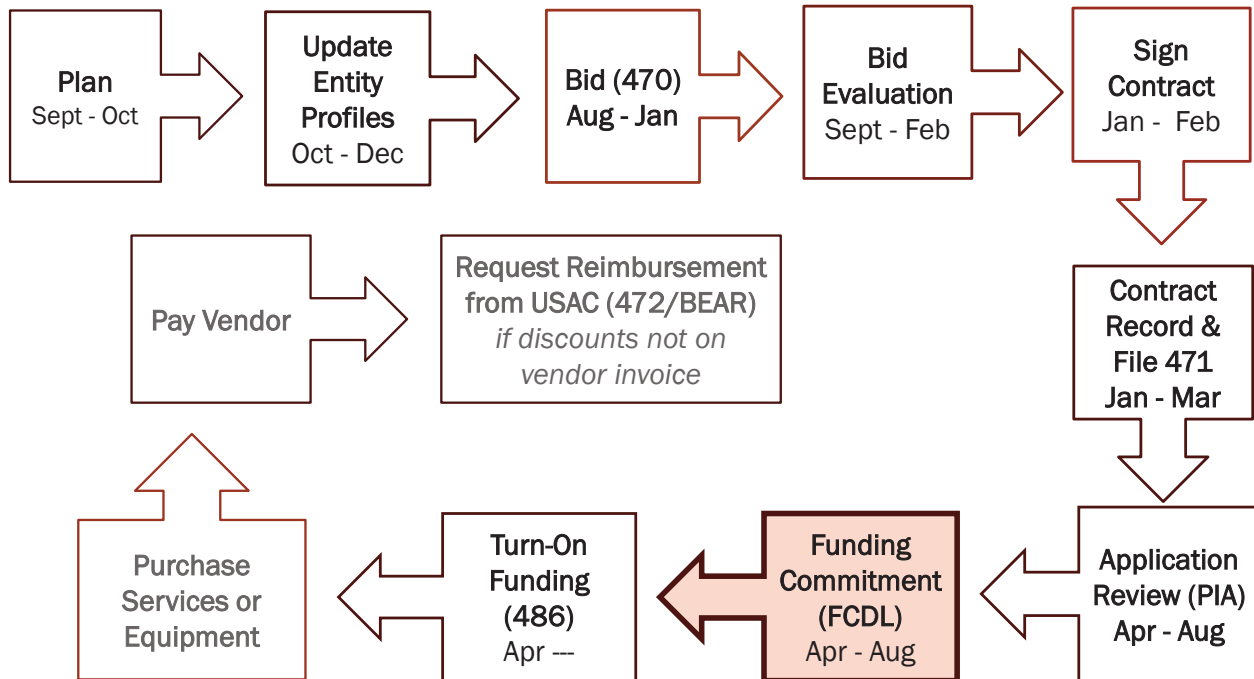 Plan
Sept - Oct
Update
Entity
Profiles
Oct - Dec
Bid (470)
Aug - Jan
Bid
Evaluation
Sept - Feb
Sign
Contract
Jan - Feb
Contract
Record &
File 471
Jan - Mar
Application
Review (PIA)
Apr - Aug
Funding
Commitment
(FCDL)
Apr - Aug
Turn-On
Funding
(486)
Apr ---
Purchase
Services or
Equipment
Pay Vendor
Request Reimbursement
from USAC (472/BEAR)
if discounts not on
vendor invoice